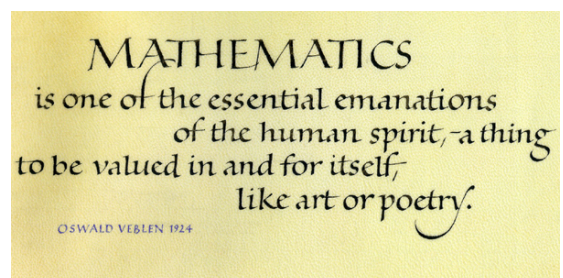 MATHEMATICS
is one of the essential emanations
of the human spirit,-a thing
to be valued in and for itself,
like art or poetry.
OSWALD VEBLEN 1924